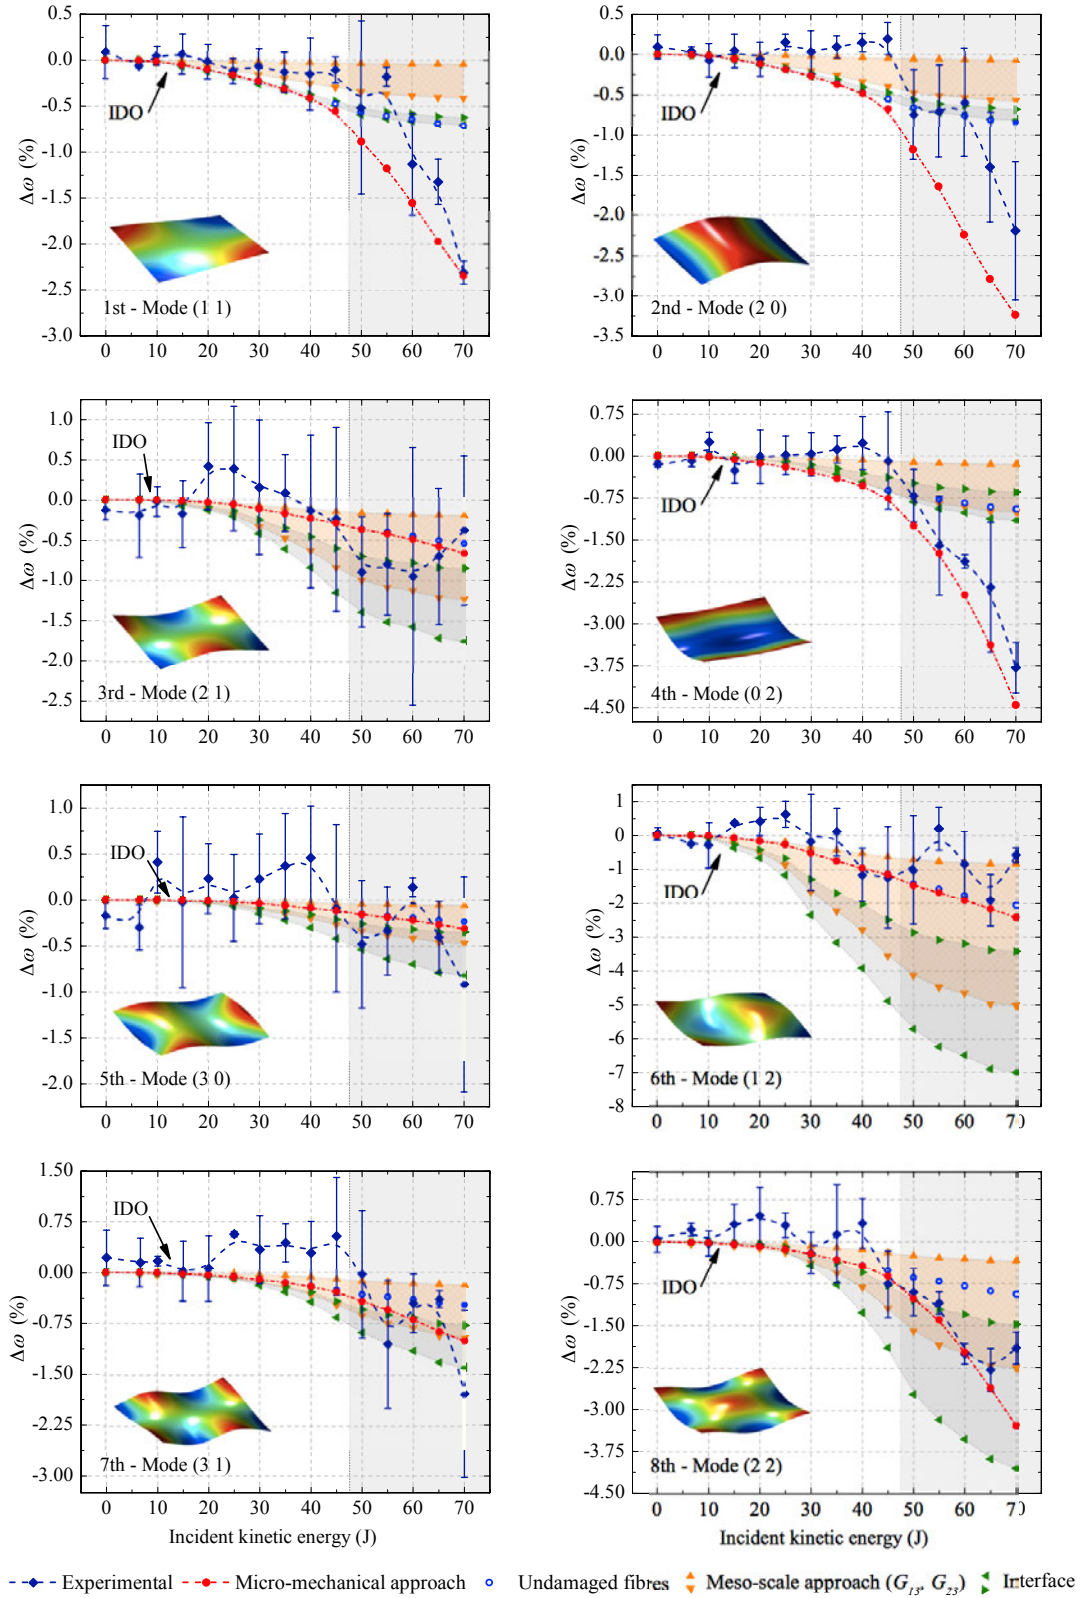 0.5 0.0 -0.5 -1.0 -1.5 -2.0 -2.5 -3.0
Δω (%)
IDO
1st - Mode (1 1)
0 10 20 30 40 50 60 70
0.5 0.0 -0.5 -1.0 -1.5 -2.0 -2.5 -3.0 -3.5
Δω (%)
IDO
2nd - Mode (2 0)
0 10 20 30 40 50 60 70
1.0 0.5 0.0 -0.5 -1.0 -1.5 -2.0 -2.5
Δω (%)
IDO
3rd - Mode (2 1)
0 10 20 30 40 50 60 70
0.75 0.00 -0.75 -1.50 -2.25 -3.00 -3.75 -4.50
Δω (%)
IDO
4th - Mode (0 2)
0 10 20 30 40 50 60 70
1.0 0.5 0.0 -0.5 -1.0 -1.5 -2.0
Δω (%)
IDO
5th - Mode (3 0)
0 10 20 30 40 50 60 70
1 0 -1 -2 -3 -4 -5 -6 -7 -8
Δω (%)
IDO
6th - Mode (1 2)
0 10 20 30 40 50 60 70
1.50 0.75 0.00 -0.75 -1.50 -2.25 -3.00
Δω (%)
IDO
7th - Mode (3 1)
0 10 20 30 40 50 60 70
Incident kinetic energy (J)
0.75 0.00 -0.75 -1.50 -2.25 -3.00 -3.75 -4.50
Δω (%)
IDO
8th - Mode (2 2)
0 10 20 30 40 50 60 70
Incident kinetic energy (J)
Experimental Micro-mechanical approach Undamaged fibres Meso-scale approach (G13, G23) Interface